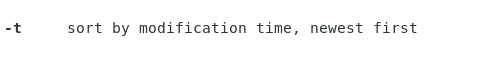 -t     sort by modification time, newest first